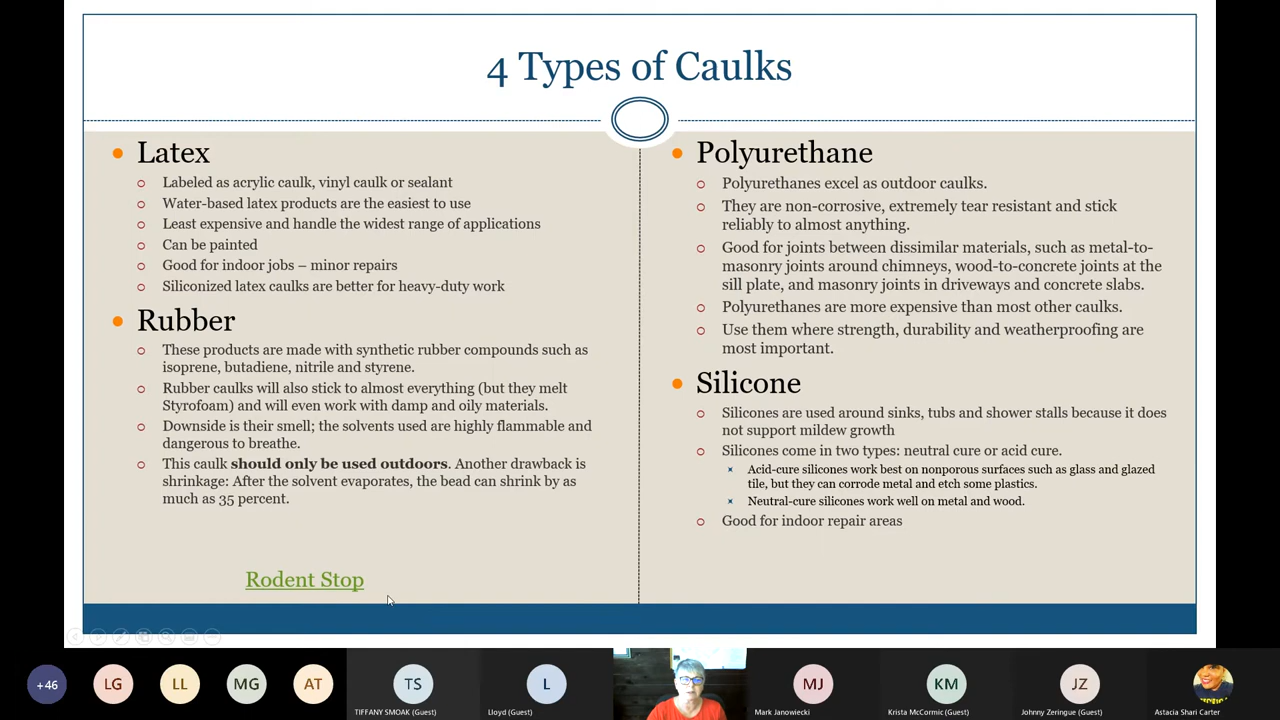 4 Types of Caulks
Latex
Labeled as acrylic caulk, vinyl caulk or sealant
Water-based latex products are the easiest to use
Least expensive and handle the widest range of applications
Can be painted
Good for indoor jobs – minor repairs
Siliconized latex caulks are better for heavy-duty work
Rubber
These products are made with synthetic rubber compounds such as
isoprene, butadiene, nitrile and styrene.
Rubber caulks will also stick to almost everything (but they melt
Styrofoam) and will even work with damp and oily materials.
Downside is their smell; the solvents used are highly flammable and
dangerous to breathe.
This caulk should only be used outdoors. Another drawback is
shrinkage: After the solvent evaporates, the bead can shrink by as
much as 35 percent.
Rodent Stop
Polyurethane
Polyurethanes excel as outdoor caulks.
They are non-corrosive, extremely tear resistant and stick
reliably to almost anything.
Good for joints between dissimilar materials, such as metal-to-
masonry joints around chimneys, wood-to-concrete joints at the
sill plate, and masonry joints in driveways and concrete slabs.
Polyurethanes are more expensive than most other caulks.
Use them where strength, durability and weatherproofing are
most important.
Silicone
Silicones are used around sinks, tubs and shower stalls because it does
not support mildew growth
Silicones come in two types: neutral cure or acid cure.
Acid-cure silicones work best on nonporous surfaces such as glass and glazed
tile, but they can corrode metal and etch some plastics.
Neutral-cure silicones work well on metal and wood.
Good for indoor repair areas
+46
LG
LL
MG
AT
TS
TIFFANY SMOAK (Guest)
L
Lloyd (Guest)
MJ
Mark Janowiecki
KM
Krista McCormic (Guest)
JZ
Johnny Zeringue (Guest)
Astacia Shari Carter